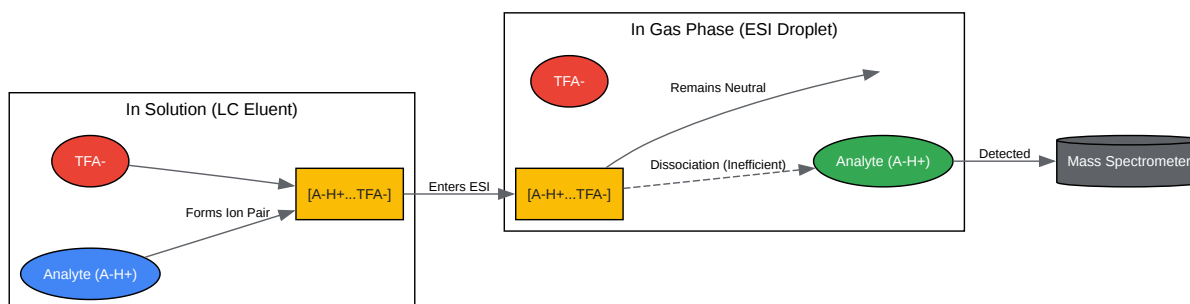 In Solution (LC Eluent)
TFA-
Forms Ion Pair
Analyte (A-H+)
[A-H+...TFA-]
Enters ESI
In Gas Phase (ESI Droplet)
TFA-
Remains Neutral
[A-H+...TFA-]
Dissociation (Inefficient)
Analyte (A-H+)
Detected
Mass Spectrometer